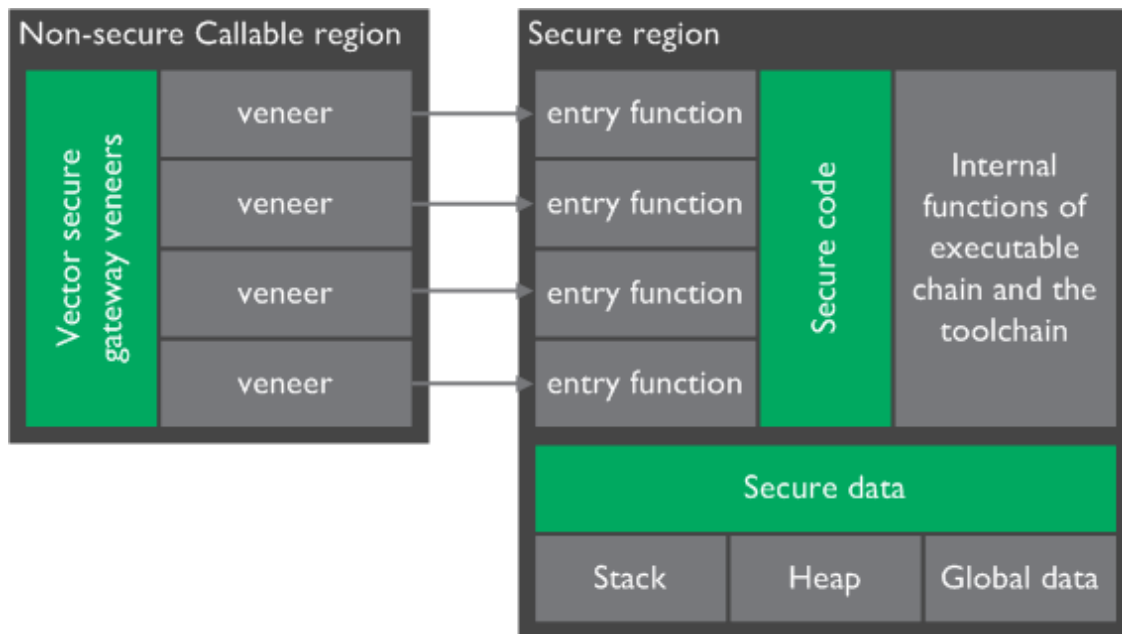 Non-secure Callable region
Vector secure
gateway veneers
veneer
veneer
veneer
veneer
Secure region
entry function
entry function
entry function
entry function
Secure code
Internal
functions of
executable
chain and the
toolchain
Secure data
Stack
Heap
Global data